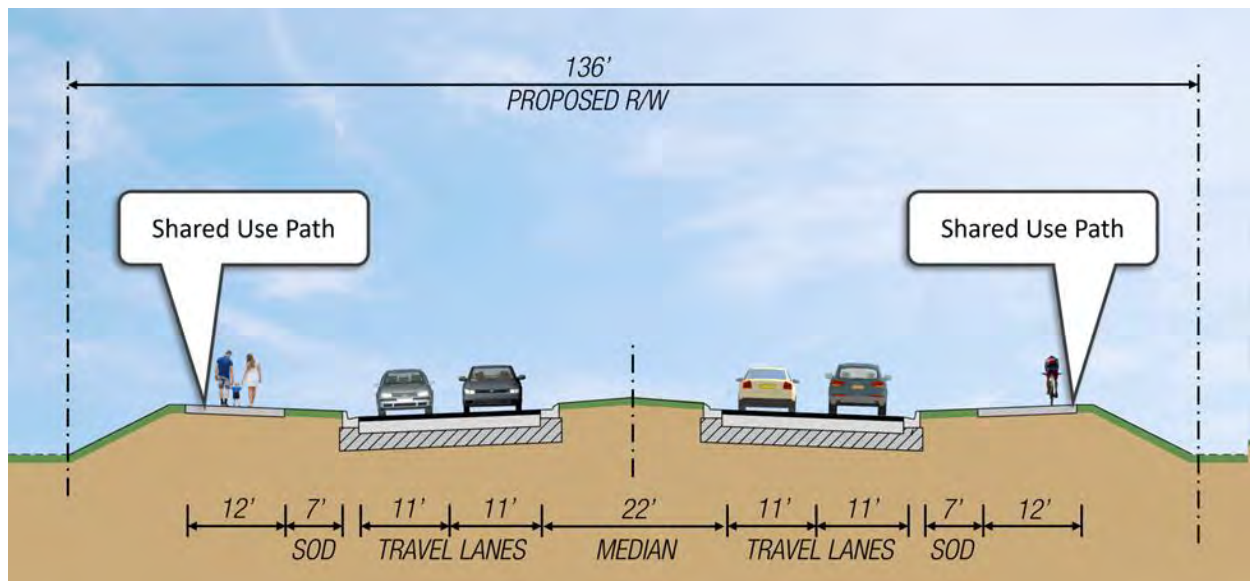 136’
PROPOSED R/W
Shared Use Path
Shared Use Path
12’ 7’ 11’ 11’ 22’ 11’ 11’ 7’ 12’
SOD TRAVEL LANES MEDIAN TRAVEL LANES SOD